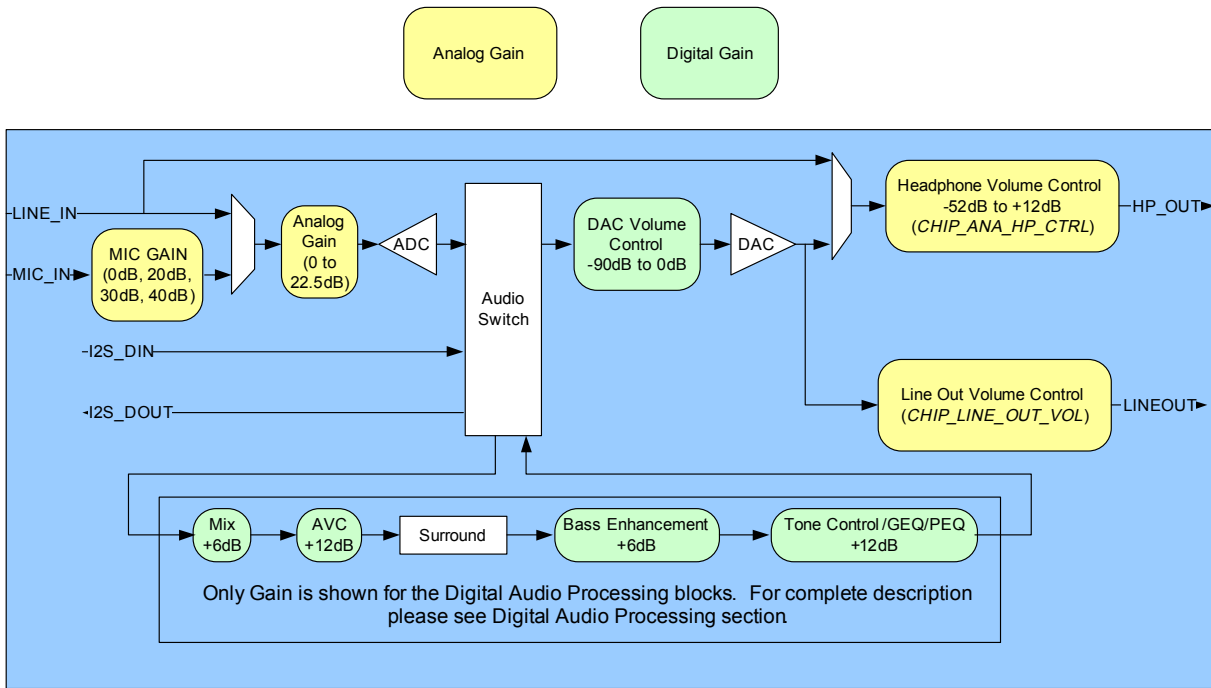 Analog Gain
Digital Gain
LINE_IN
MIC_IN
MIC GAIN
(0dB, 20dB,
30dB, 40dB)
Analog
Gain
(0 to
22.5dB)
ADC
Audio
Switch
DAC Volume
Control
-90dB to 0dB
DAC
Headphone Volume Control
-52dB to +12dB
(CHIP_ANA_HP_CTRL)
HP_OUT
I2S_DIN
I2S_DOUT
Line Out Volume Control
(CHIP_LINE_OUT_VOL)
LINEOUT
Mix
+6dB
AVC
+12dB
Surround
Bass Enhancement
+6dB
Tone Control/GEQ/PEQ
+12dB
Only Gain is shown for the Digital Audio Processing blocks. For complete description
please see Digital Audio Processing section.